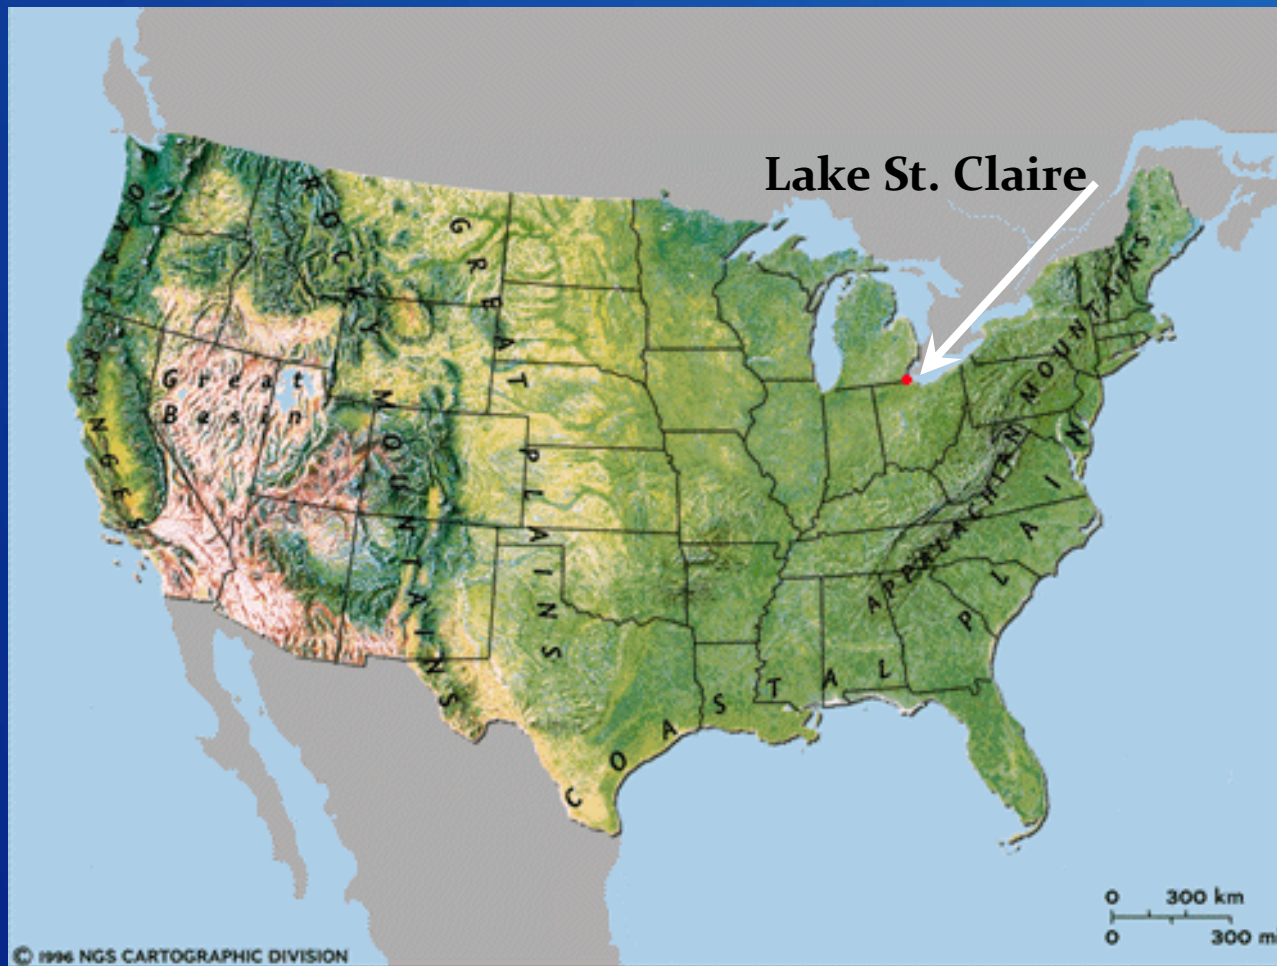 Lake St. Claire
COAST RANGES
ROCKY MOUNTAINS
GREAT PLAINS
Great
Basin
APPALACHIAN MOUNTAINS
COASTAL PLAIN
0 300 km
0 300 m
© 1996 NGS CARTOGRAPHIC DIVISION